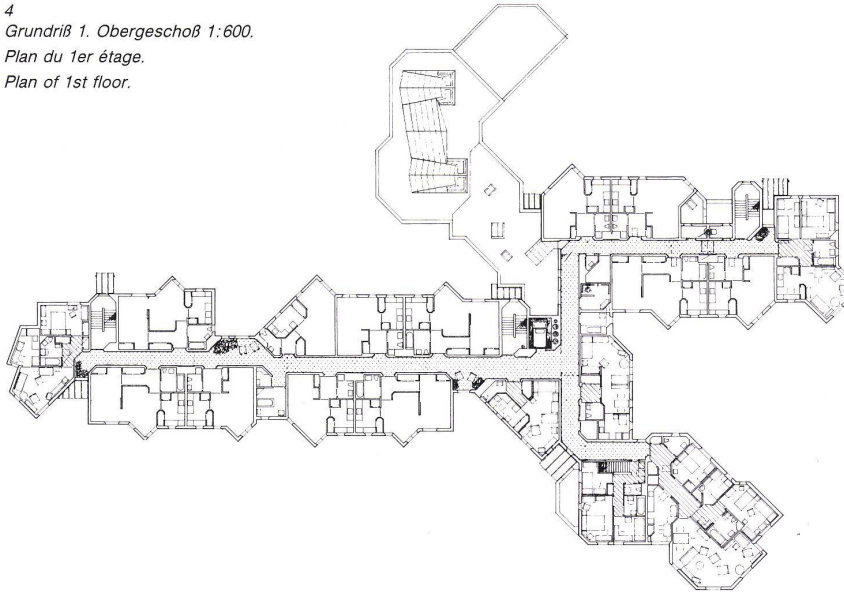 4
Grundriß 1. Obergeschoß 1:600.
Plan du 1er étage.
Plan of 1st floor.